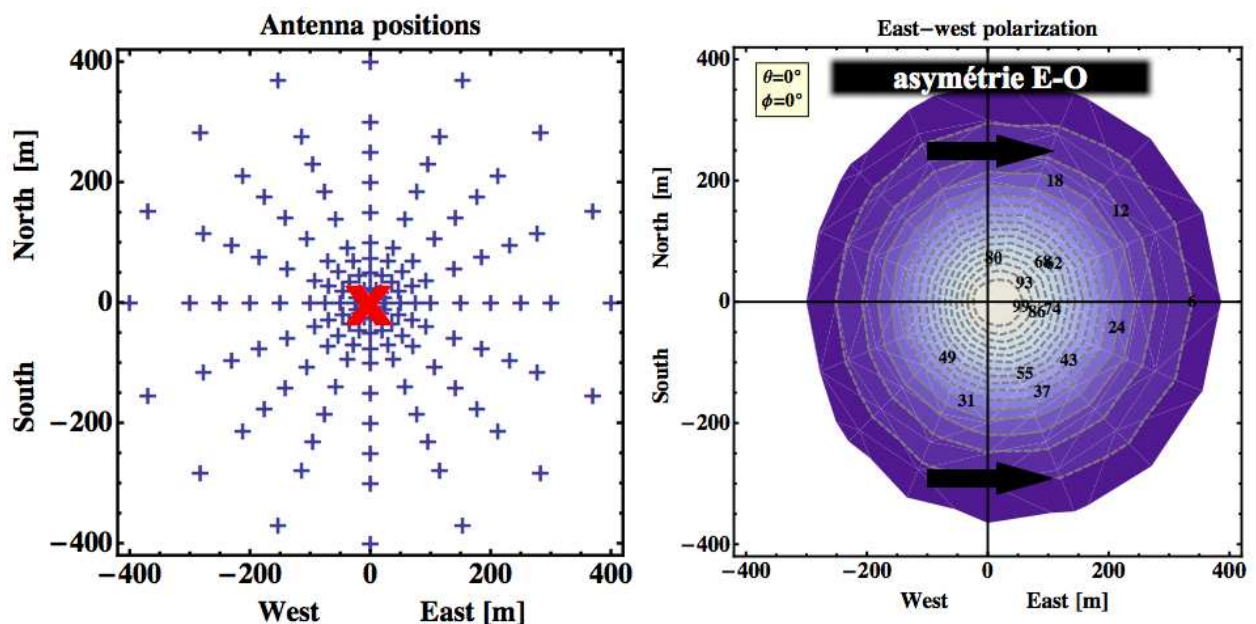 Antenna positions
400
200
0
−200
−400
North [m]
South
−400 −200 0 200 400
West East [m]
East−west polarization
asymétrie E-O
θ=0°
ϕ=0°
400
200
0
−200
−400
North [m]
South
18
12
80
68
62
93
6
99
86
74
24
49
43
55
37
31
−400 −200 0 200 400
West East [m]